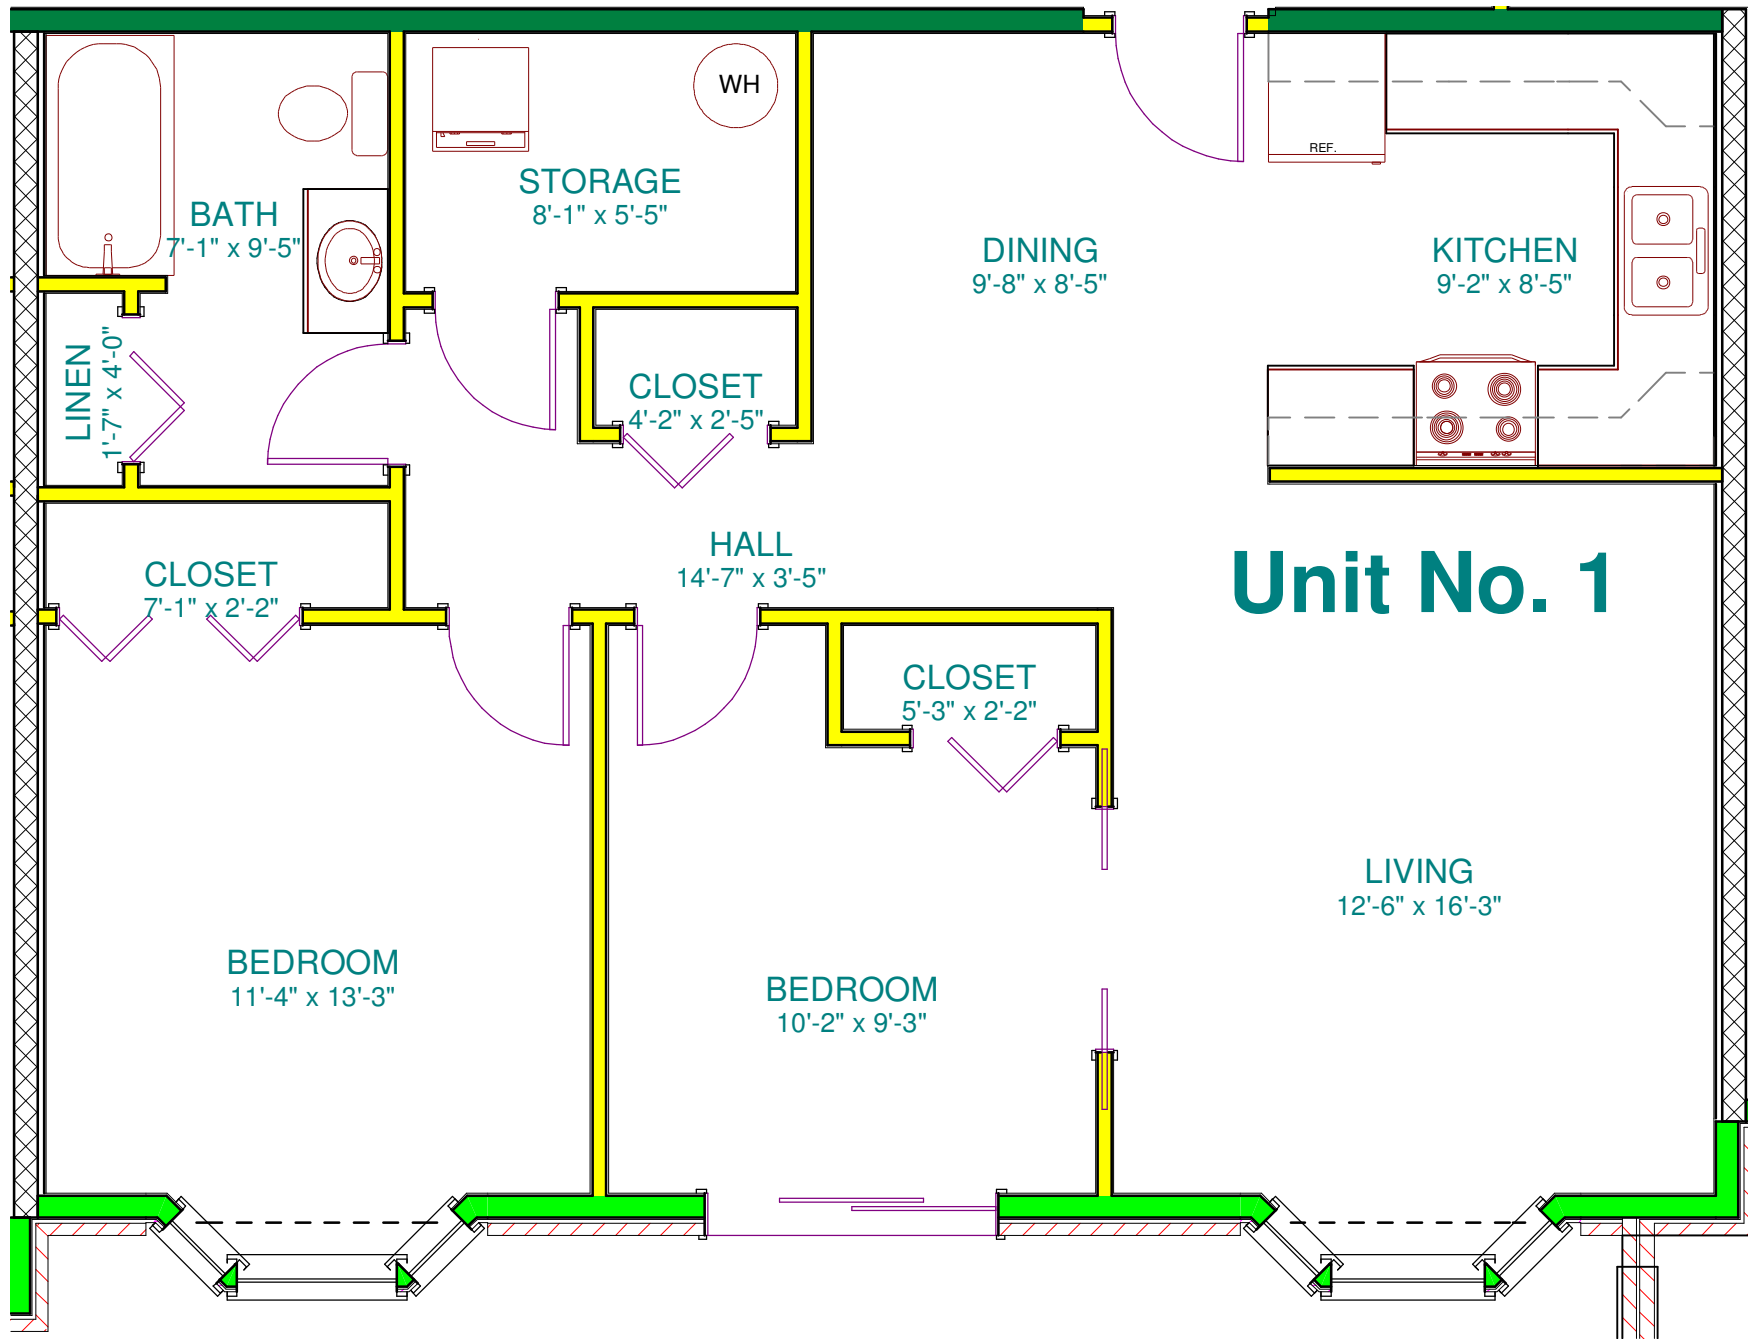 WH
STORAGE
8'-1" x 5'-5"
REF.
BATH
7'-1" x 9'-5"
DINING
9'-8" x 8'-5"
KITCHEN
9'-2" x 8'-5"
LINEN
1'-7" x 4'-0"
CLOSET
4'-2" x 2'-5"
HALL
14'-7" x 3'-5"
Unit No. 1
CLOSET
7'-1" x 2'-2"
CLOSET
5'-3" x 2'-2"
LIVING
12'-6" x 16'-3"
BEDROOM
11'-4" x 13'-3"
BEDROOM
10'-2" x 9'-3"